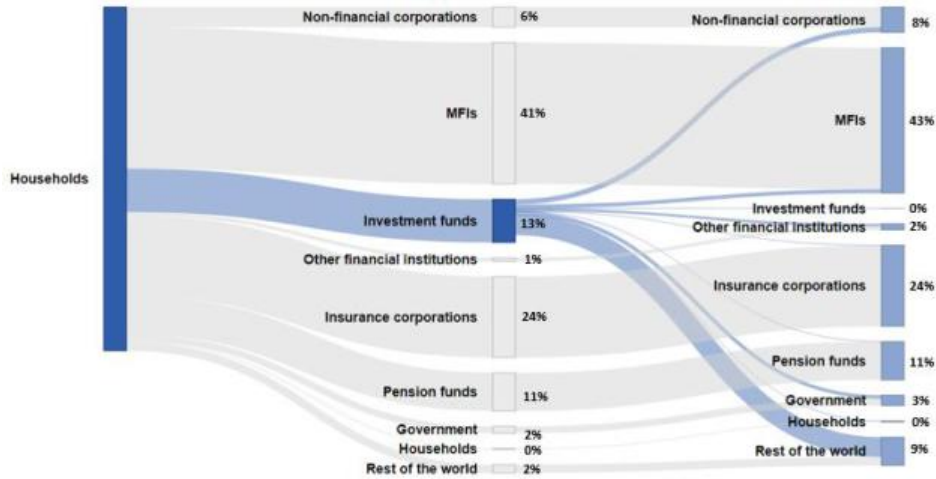 Households
Non-financial corporations 6%
MFIs 41%
Investment funds 13%
Other financial institutions 1%
Insurance corporations 24%
Pension funds 11%
Government 2%
Households 0%
Rest of the world 2%
Non-financial corporations 8%
MFIs 43%
Investment funds 0%
Other financial institutions 2%
Insurance corporations 24%
Pension funds 11%
Government 3%
Households 0%
Rest of the world 9%